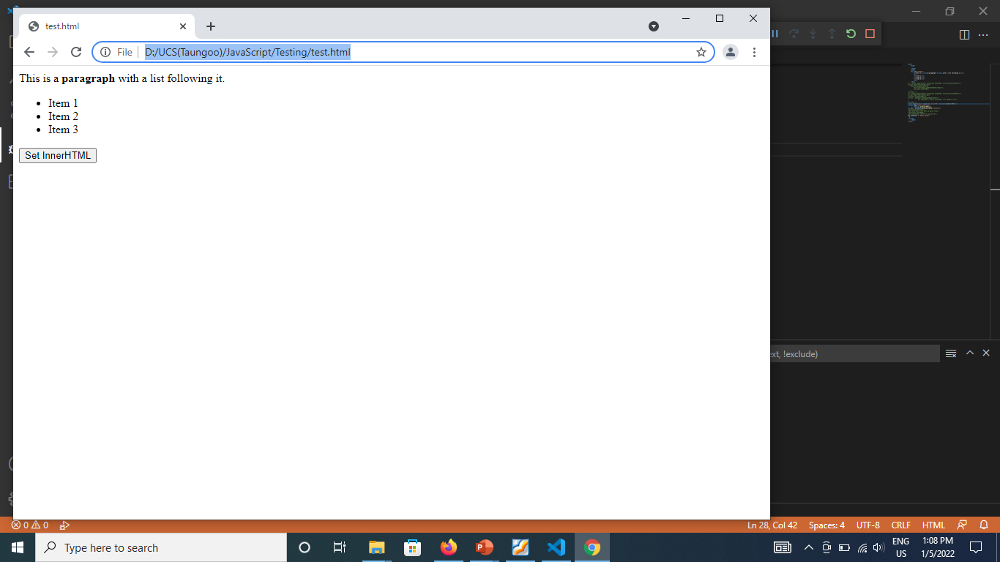 test.html
File
D:/UCS(Taungoo)/JavaScript/Testing/test.html
This is a paragraph with a list following it.
• Item 1
• Item 2
• Item 3
Set InnerHTML
ext, !exclude)
0 0
Ln 28, Col 42 Spaces: 4 UTF-8 CRLF HTML
Type here to search
ENG
US
1:08 PM
1/5/2022